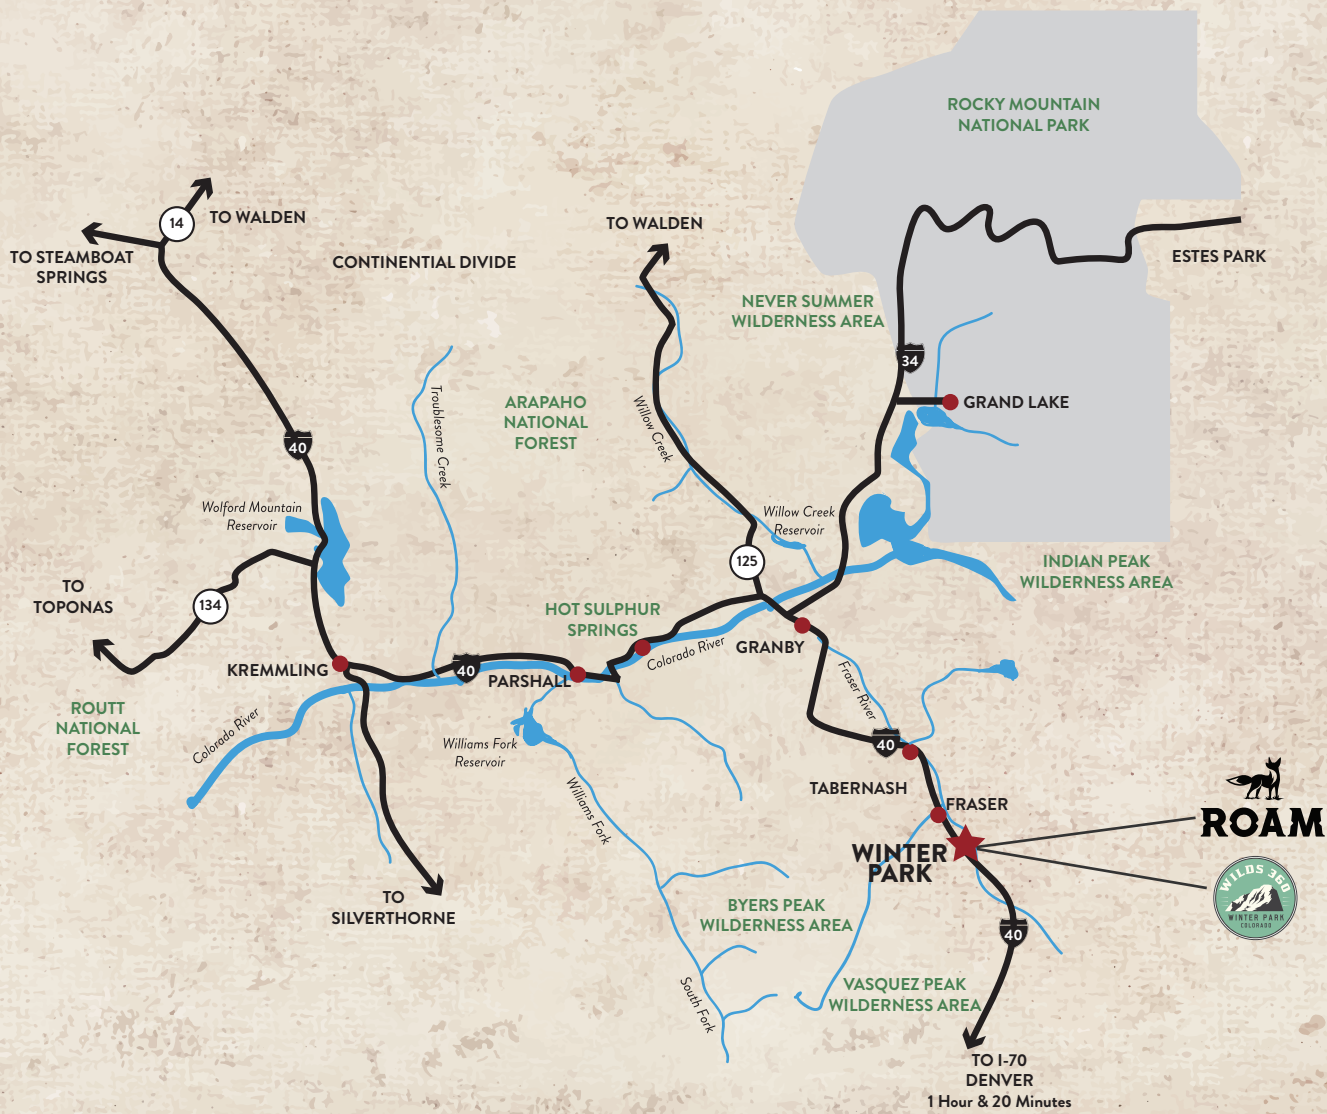 ROCKY MOUNTAIN
NATIONAL PARK
14
TO WALDEN
TO STEAMBOAT
SPRINGS
CONTINENTIAL DIVIDE
TO WALDEN
ESTES PARK
NEVER SUMMER
WILDERNESS AREA
34
GRAND LAKE
Troublesome Creek
ARAPAHO
NATIONAL
FOREST
Willow Creek
40
Wolford Mountain
Reservoir
Willow Creek
Reservoir
125
INDIAN PEAK
WILDERNESS AREA
TO
TOPONAS
134
HOT SULPHUR
SPRINGS
Colorado River
GRANBY
KREMMLING
40
PARSHALL
Fraser River
ROUTT
NATIONAL
FOREST
Colorado River
Williams Fork
Reservoir
40
TABERNASH
Williams Fork
FRASER
ROAM
WINTER
PARK
WILDS 360
WINTER PARK
COLORADO
TO
SILVERTHORNE
BYERS PEAK
WILDERNESS AREA
40
South Fork
VASQUEZ PEAK
WILDERNESS AREA
TO I-70
DENVER
1 Hour & 20 Minutes